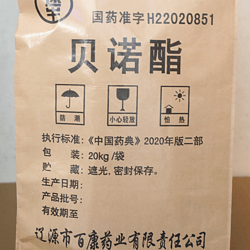 国药准字H22020851
贝诺酯
防潮 小心轻放 怕热
执行标准：《中国药典》2020年版二部
包装：20kg/袋
贮藏：遮光，密封保存。
生产日期：
产品批号：
有效期至
辽源市百康药业有限责任公司